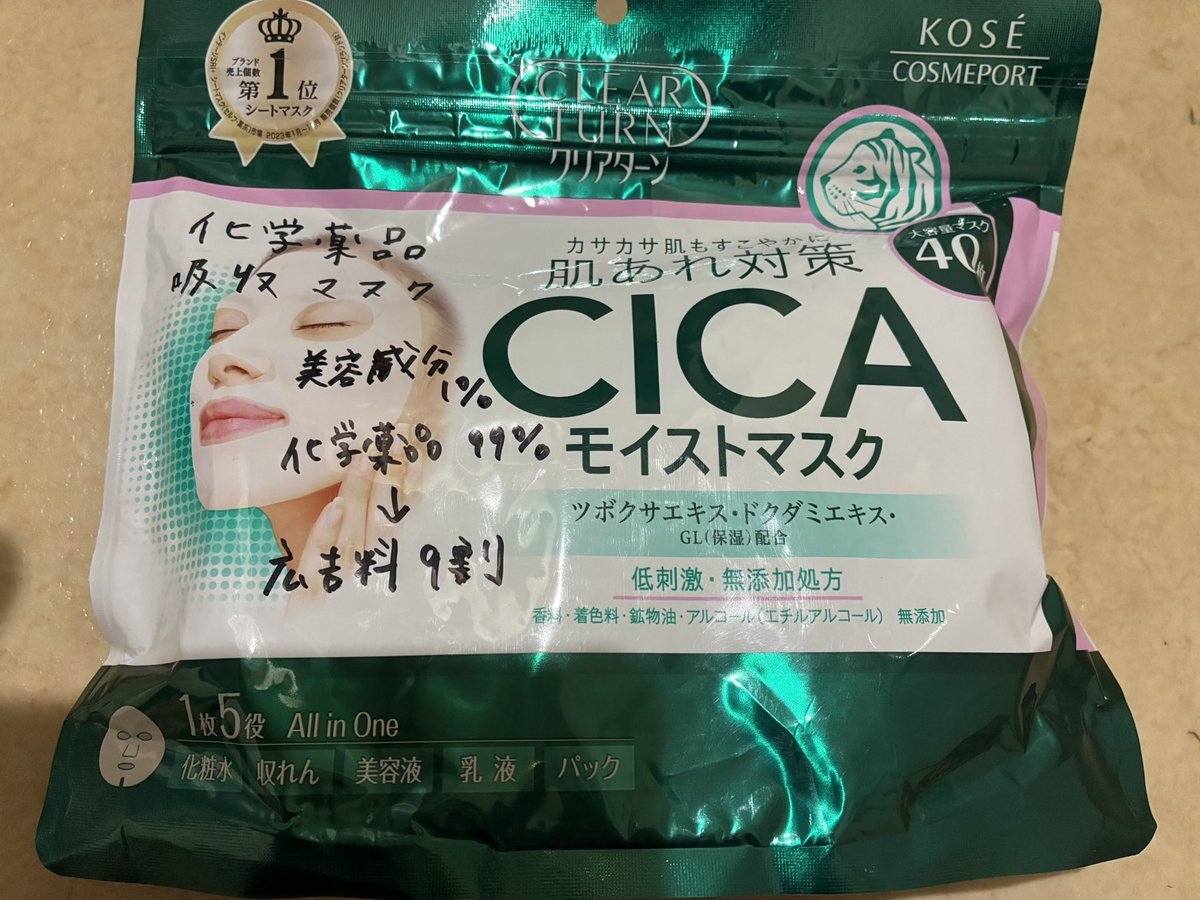 ブランド
売上個数
第1位
シートマスク
KOSÉ
COSMEPORT
CLEAR
TURN
クリアターン
化学薬品
吸収マスク
美容成分
1%
化学薬品 99%
↓
広告料 9割
カサカサ肌もすこやかに
肌あれ対策
大容量マスク
40
CICA
モイストマスク
ツボクサエキス・ドクダミエキス・
GL(保湿)配合
低刺激・無添加処方
香料・着色料・鉱物油・アルコール(エチルアルコール) 無添加
1枚5役 All in One
化粧水 収れん 美容液 乳液 パック